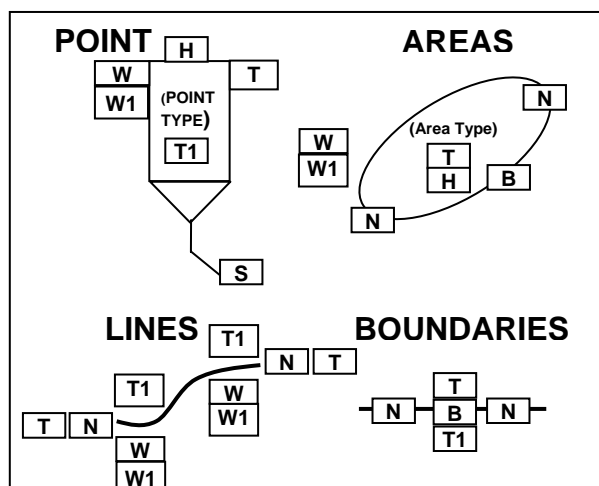 POINT
H
W
T
W1
(POINT
TYPE)
T1
S
AREAS
N
(Area Type)
W
W1
T
H
B
N
LINES
T1
T1
N T
W
W1
T N
W
W1
BOUNDARIES
T
N B N
T1